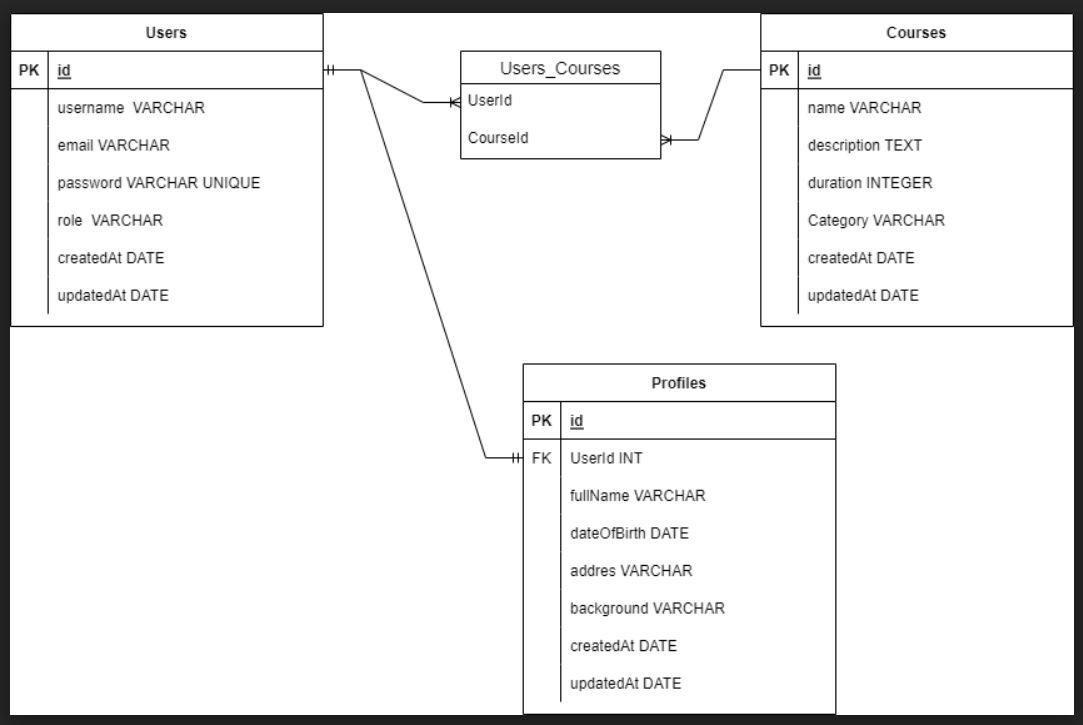 Users
PK id
username VARCHAR
email VARCHAR
password VARCHAR UNIQUE
role VARCHAR
createdAt DATE
updatedAt DATE
Users_Courses
UserId
CourseId
Courses
PK id
name VARCHAR
description TEXT
duration INTEGER
Category VARCHAR
createdAt DATE
updatedAt DATE
Profiles
PK id
FK UserId INT
fullName VARCHAR
dateOfBirth DATE
addres VARCHAR
background VARCHAR
createdAt DATE
updatedAt DATE